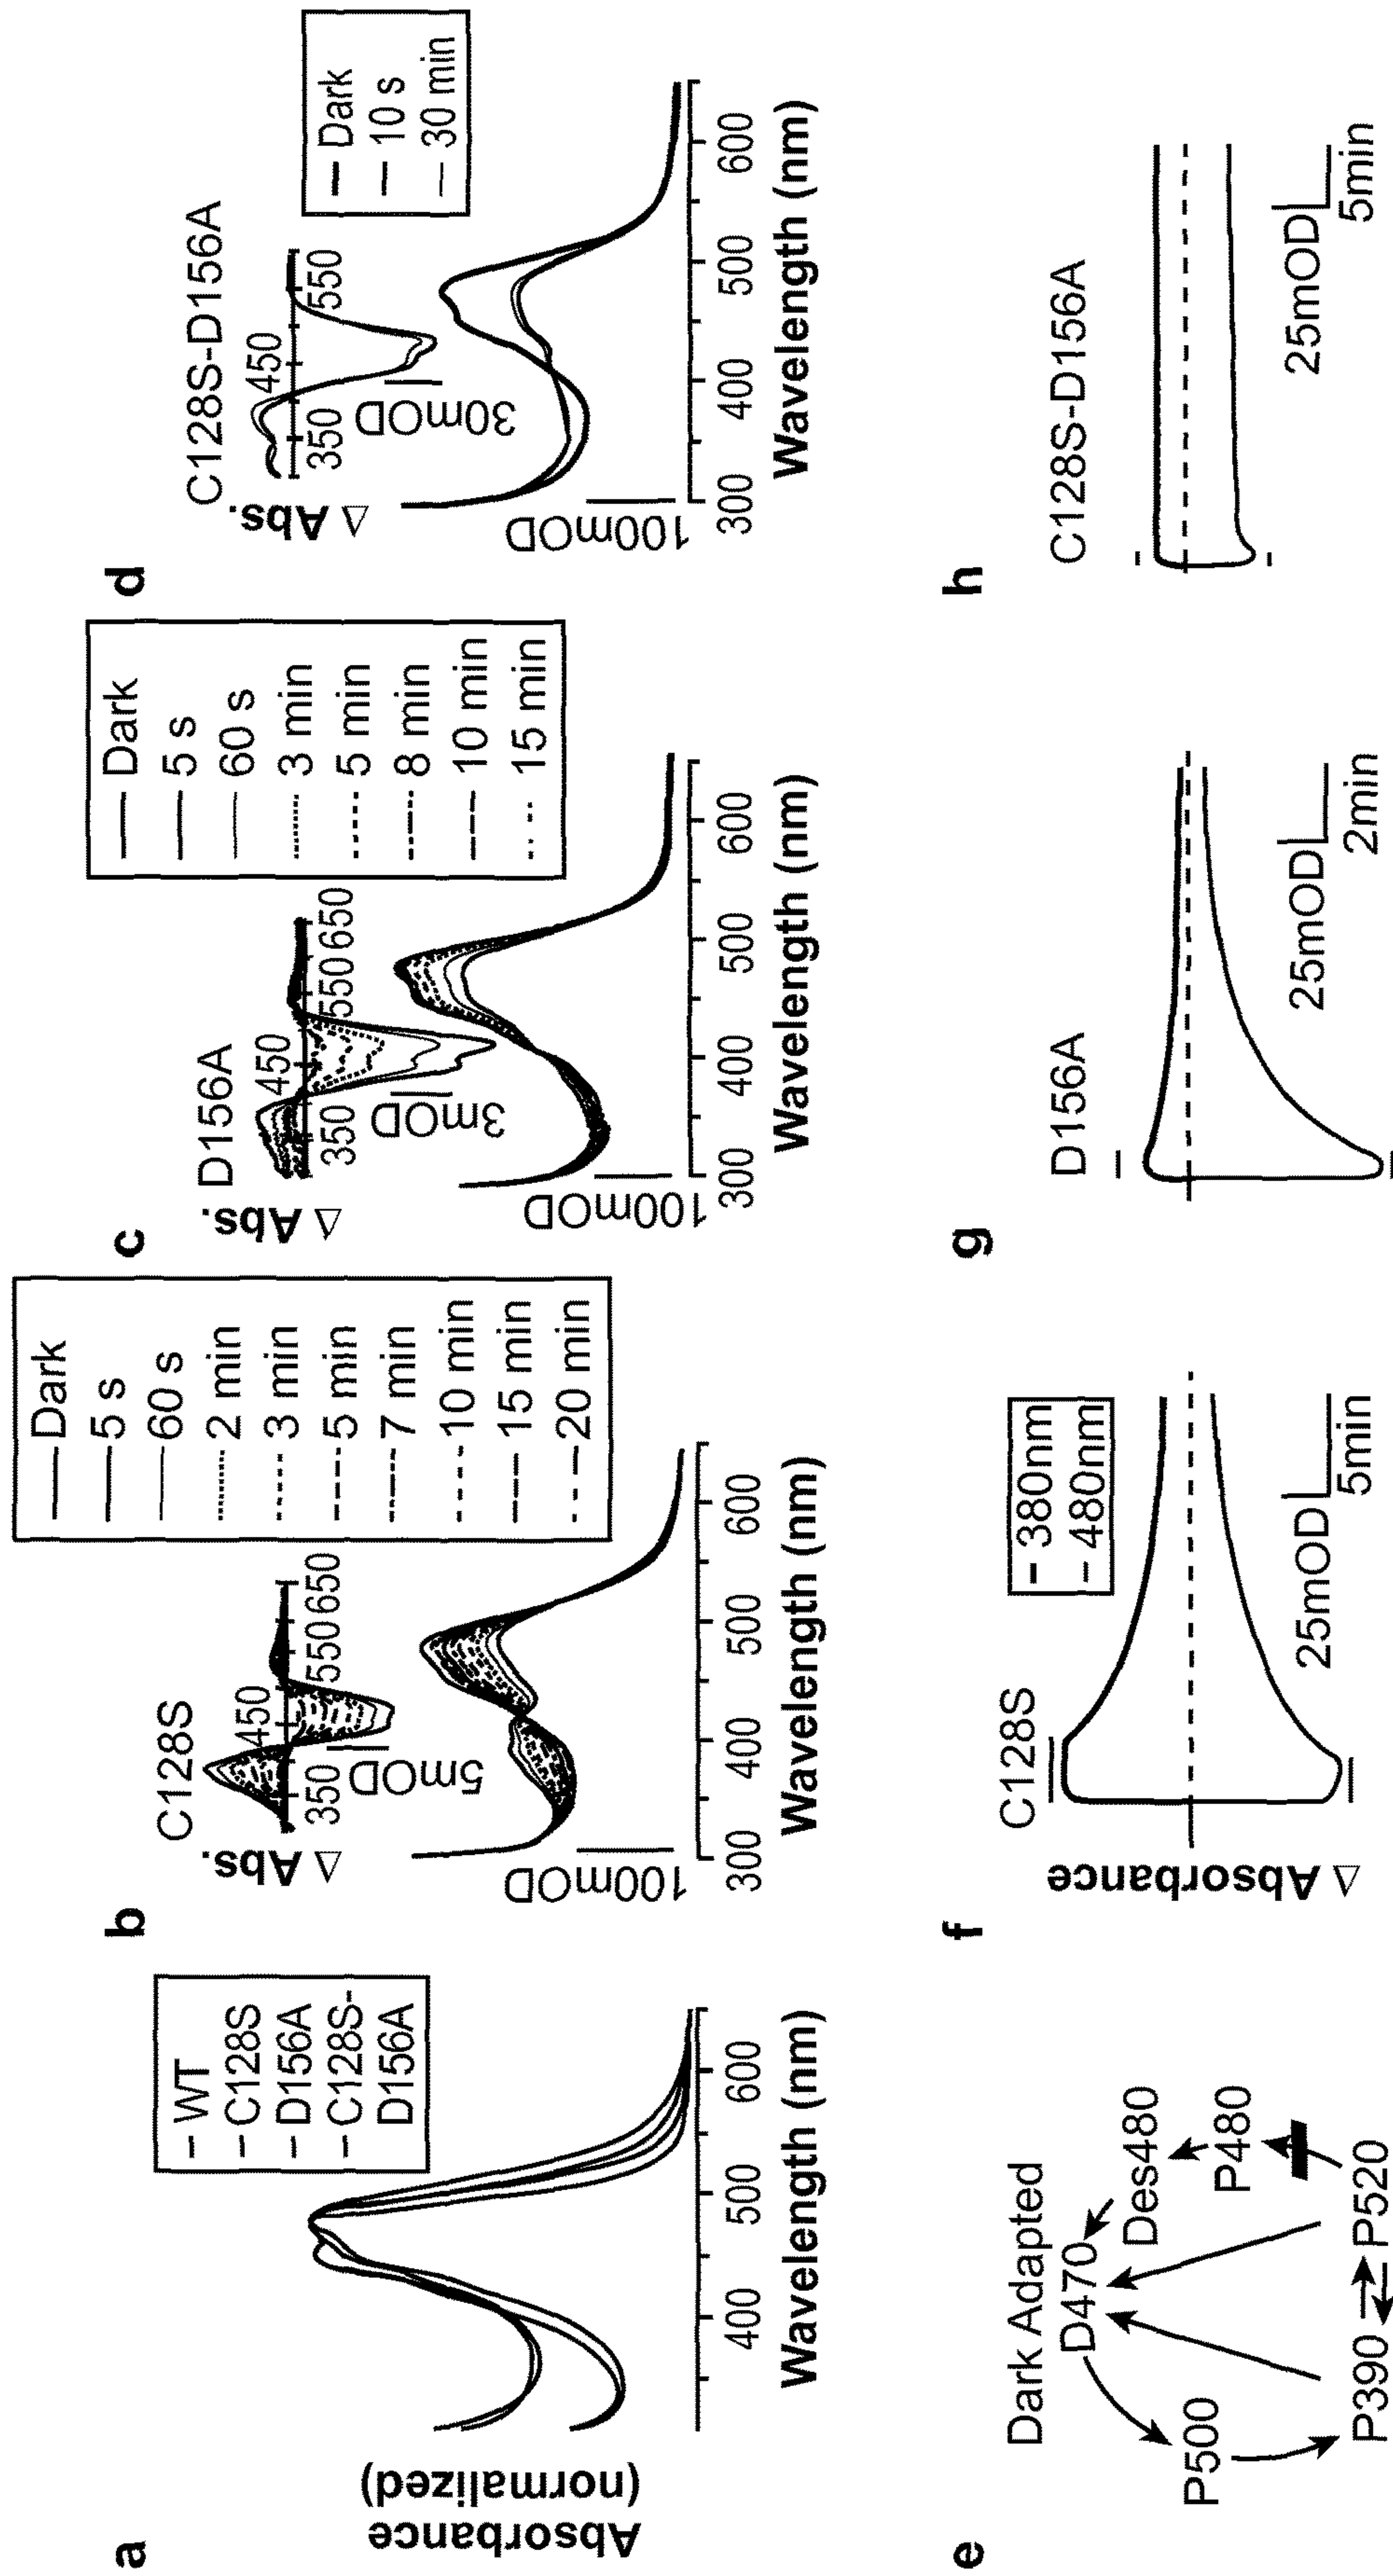 a
Absorbance
(normalized)
WT
C128S
D156A
C128S-
D156A
400 500 600
Wavelength (nm)
b
C128S
Δ Abs.
350 450 550 650
5mOD
100mOD
Dark
5 s
60 s
2 min
3 min
5 min
7 min
10 min
15 min
20 min
300 400 500 600
Wavelength (nm)
c
D156A
Δ Abs.
350 450 550 650
3mOD
100mOD
Dark
5 s
60 s
3 min
5 min
8 min
10 min
15 min
300 400 500 600
Wavelength (nm)
d
C128S-D156A
Δ Abs.
350 450 550
30mOD
100mOD
Dark
10 s
30 min
300 400 500 600
Wavelength (nm)
e
Dark Adapted
D470
Des480
P500
P480
P390
P520
f
C128S
Δ Absorbance
380nm
480nm
25mOD
5min
g
D156A
25mOD
2min
h
C128S-D156A
25mOD
5min